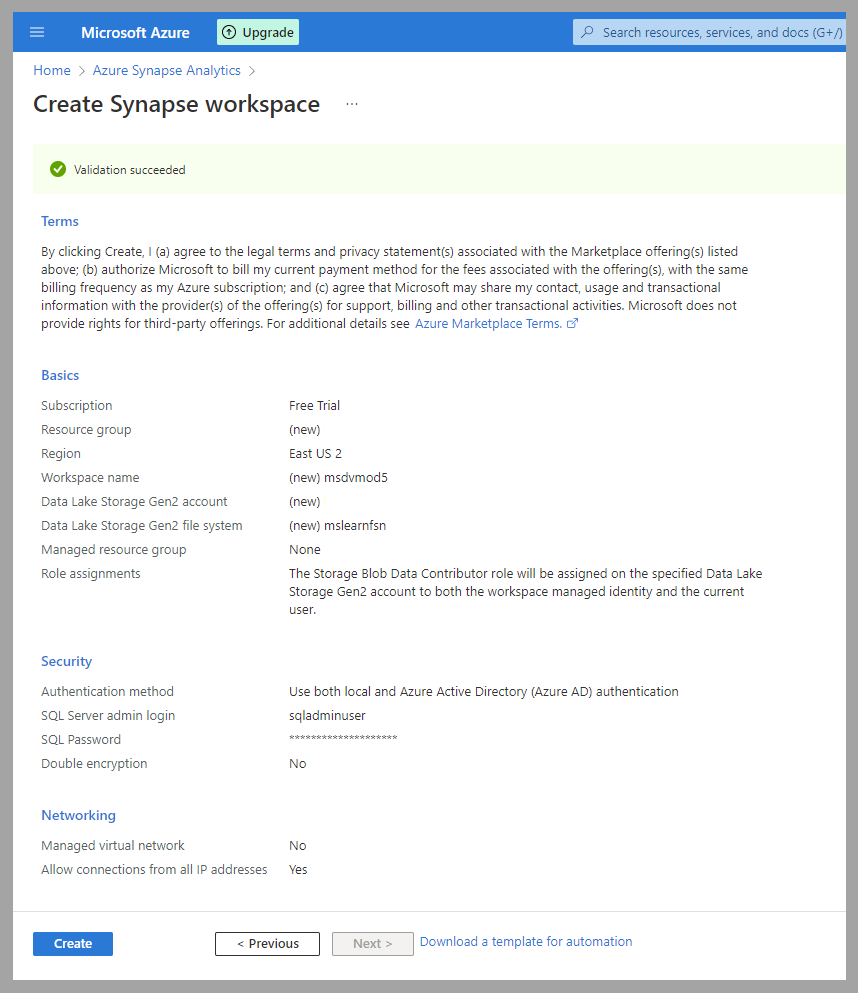 Microsoft Azure Upgrade Search resources, services, and docs (G+/)
Home > Azure Synapse Analytics >
Create Synapse workspace ...
Validation succeeded
Terms
By clicking Create, I (a) agree to the legal terms and privacy statement(s) associated with the Marketplace offering(s) listed
above; (b) authorize Microsoft to bill my current payment method for the fees associated with the offering(s), with the same
billing frequency as my Azure subscription; and (c) agree that Microsoft may share my contact, usage and transactional
information with the provider(s) of the offering(s) for support, billing and other transactional activities. Microsoft does not
provide rights for third-party offerings. For additional details see Azure Marketplace Terms.
Basics
Subscription Free Trial
Resource group (new)
Region East US 2
Workspace name (new) msdvmod5
Data Lake Storage Gen2 account (new)
Data Lake Storage Gen2 file system (new) mslearnfsn
Managed resource group None
Role assignments The Storage Blob Data Contributor role will be assigned on the specified Data Lake
Storage Gen2 account to both the workspace managed identity and the current
user.
Security
Authentication method Use both local and Azure Active Directory (Azure AD) authentication
SQL Server admin login sqladminuser
SQL Password ********************
Double encryption No
Networking
Managed virtual network No
Allow connections from all IP addresses Yes
Create < Previous Next > Download a template for automation